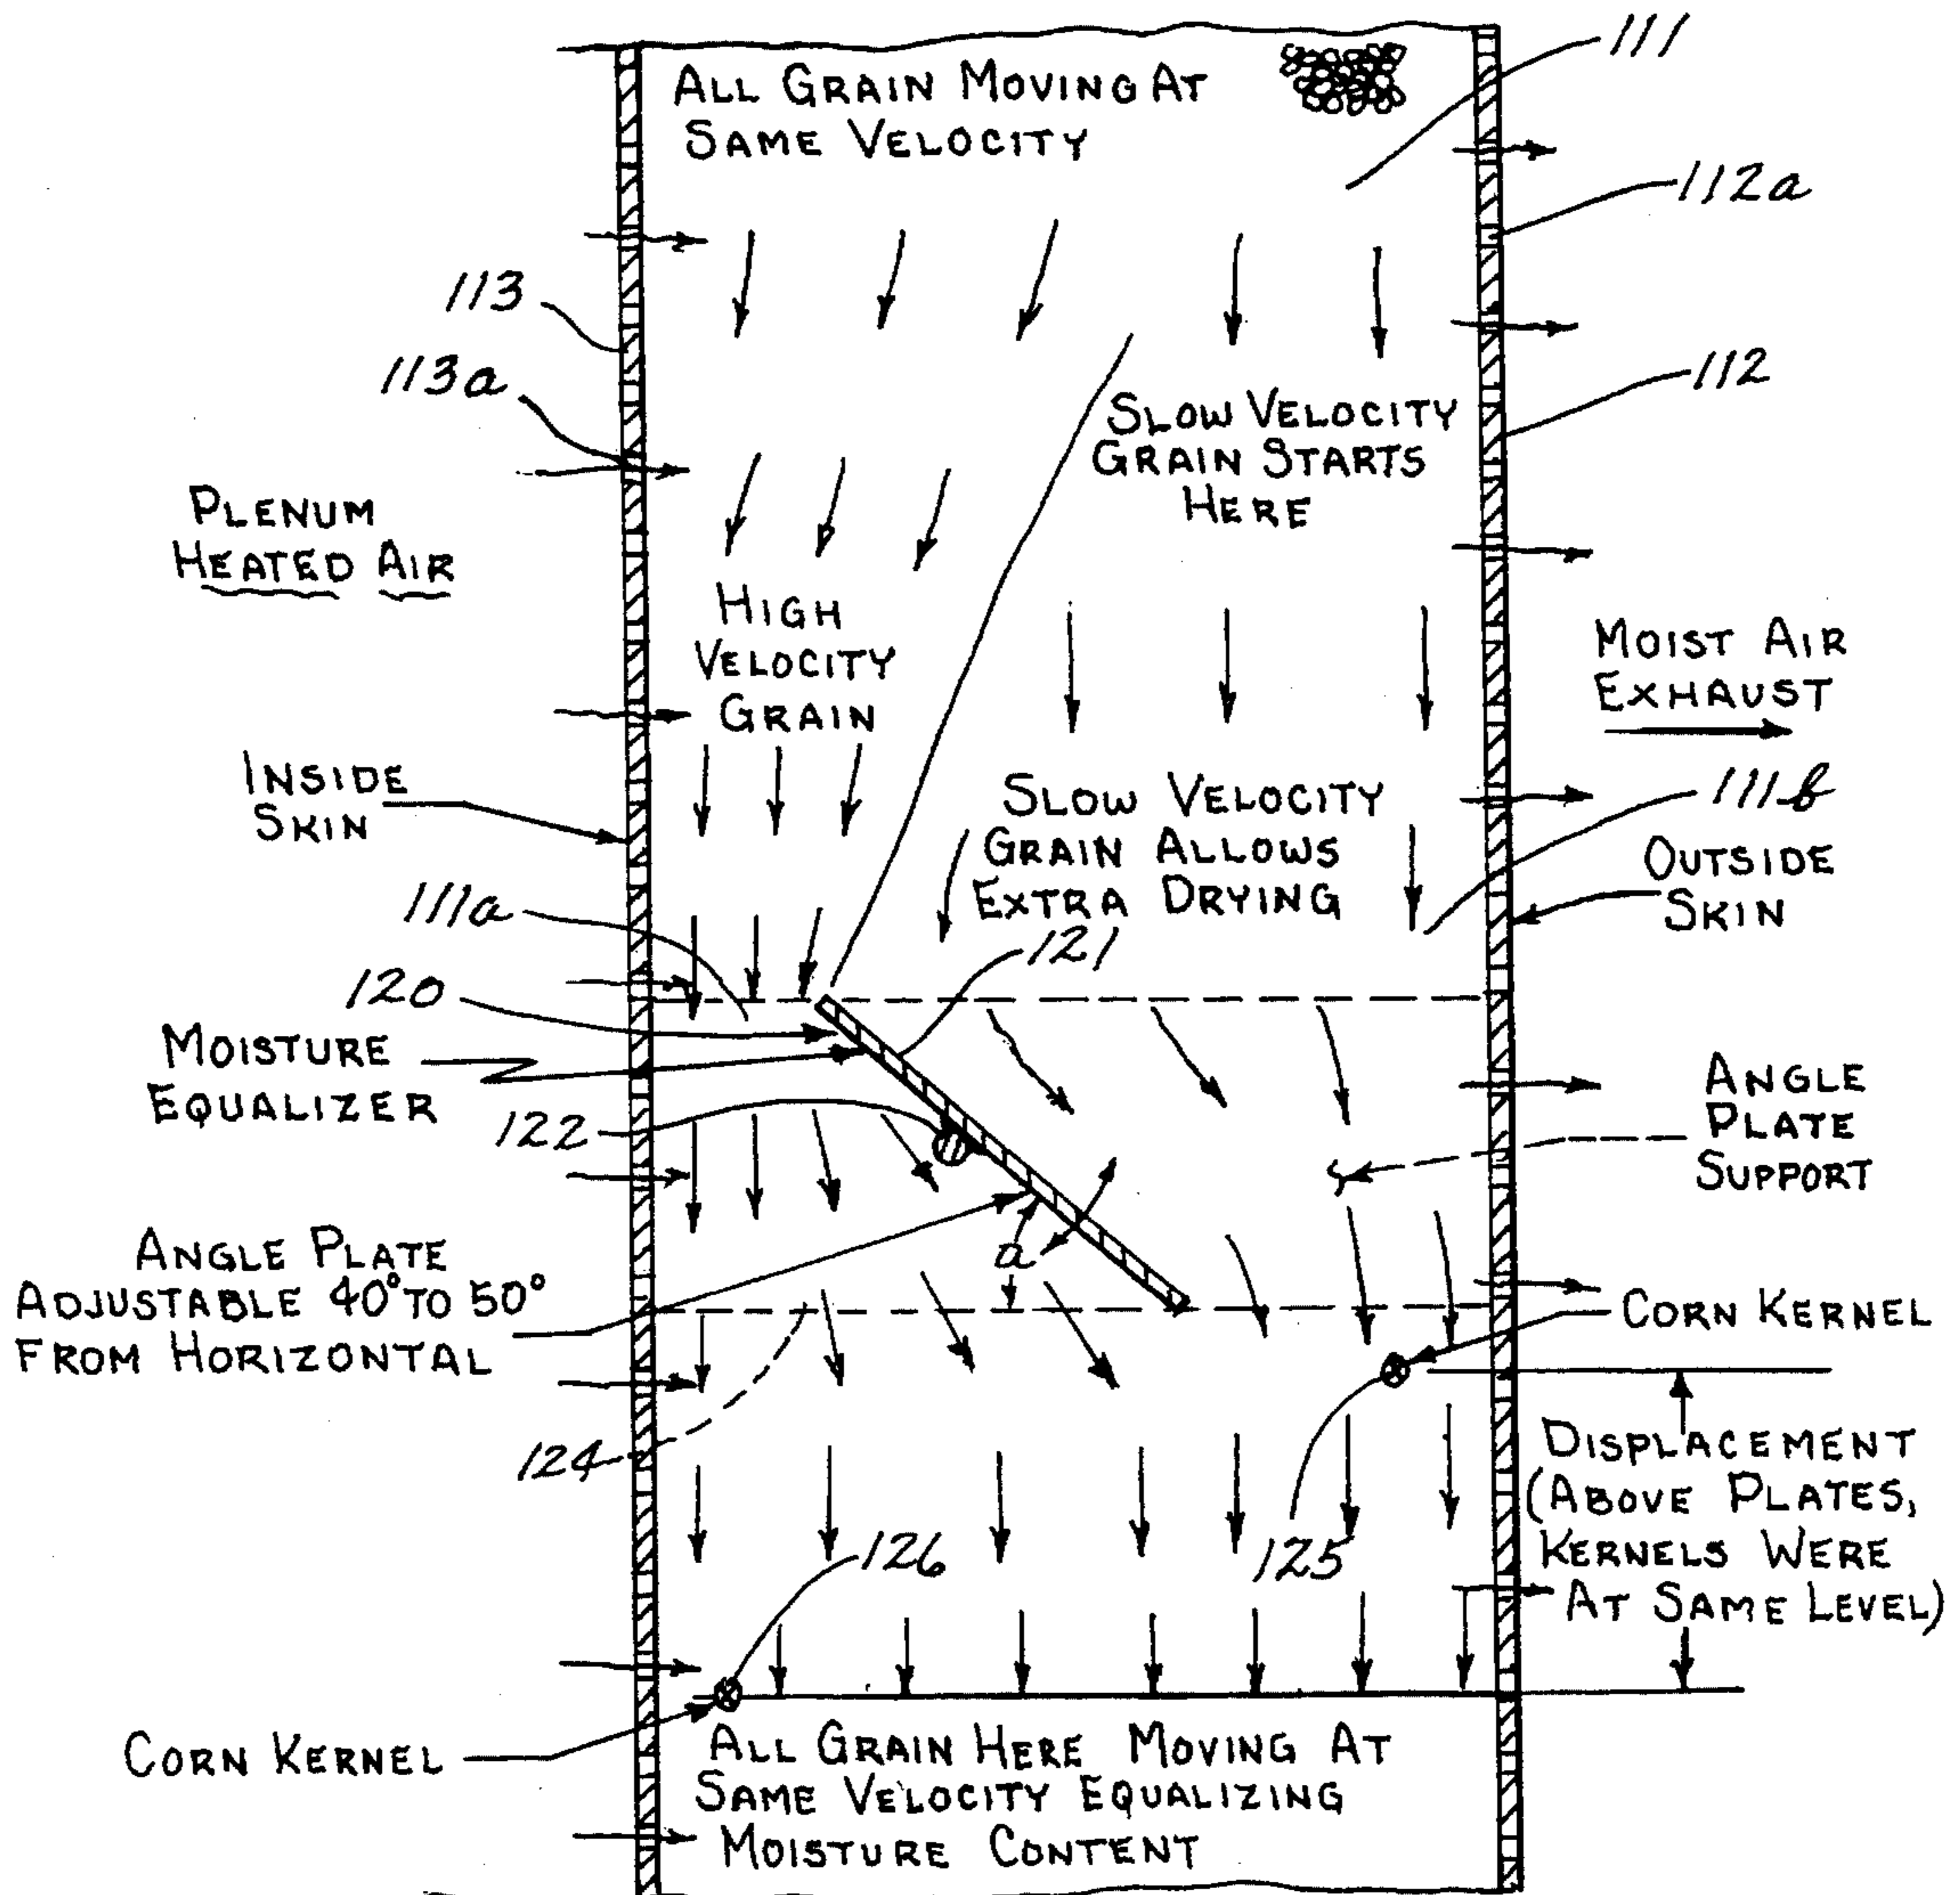 111
ALL GRAIN MOVING AT
SAME VELOCITY
112a
113
113a
112
SLOW VELOCITY
GRAIN STARTS
HERE
PLENUM
HEATED AIR
HIGH
VELOCITY
GRAIN
MOIST AIR
EXHAUST
INSIDE
SKIN
SLOW VELOCITY
GRAIN ALLOWS
EXTRA DRYING
111b
OUTSIDE
SKIN
111a
121
120
MOISTURE
EQUALIZER
122
ANGLE
PLATE
SUPPORT
ANGLE PLATE
ADJUSTABLE 40° TO 50°
FROM HORIZONTAL
a
CORN KERNEL
124
DISPLACEMENT
(ABOVE PLATES,
KERNELS WERE
AT SAME LEVEL)
126
125
CORN KERNEL
ALL GRAIN HERE MOVING AT
SAME VELOCITY EQUALIZING
MOISTURE CONTENT